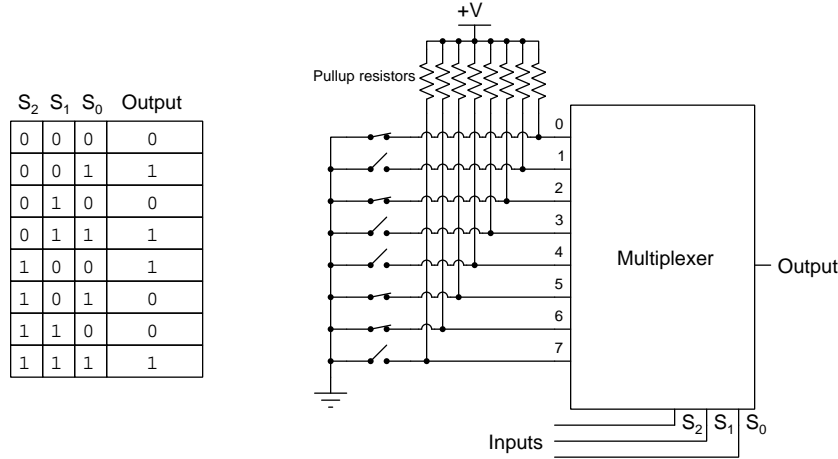 +V
Pullup resistors
S₂ S₁ S₀ Output
0 0 0 0
0 0 1 1
0 1 0 0
0 1 1 1
1 0 0 1
1 0 1 0
1 1 0 0
1 1 1 1
0
1
2
3
4
5
6
7
Multiplexer
Output
S₂ S₁ S₀
Inputs